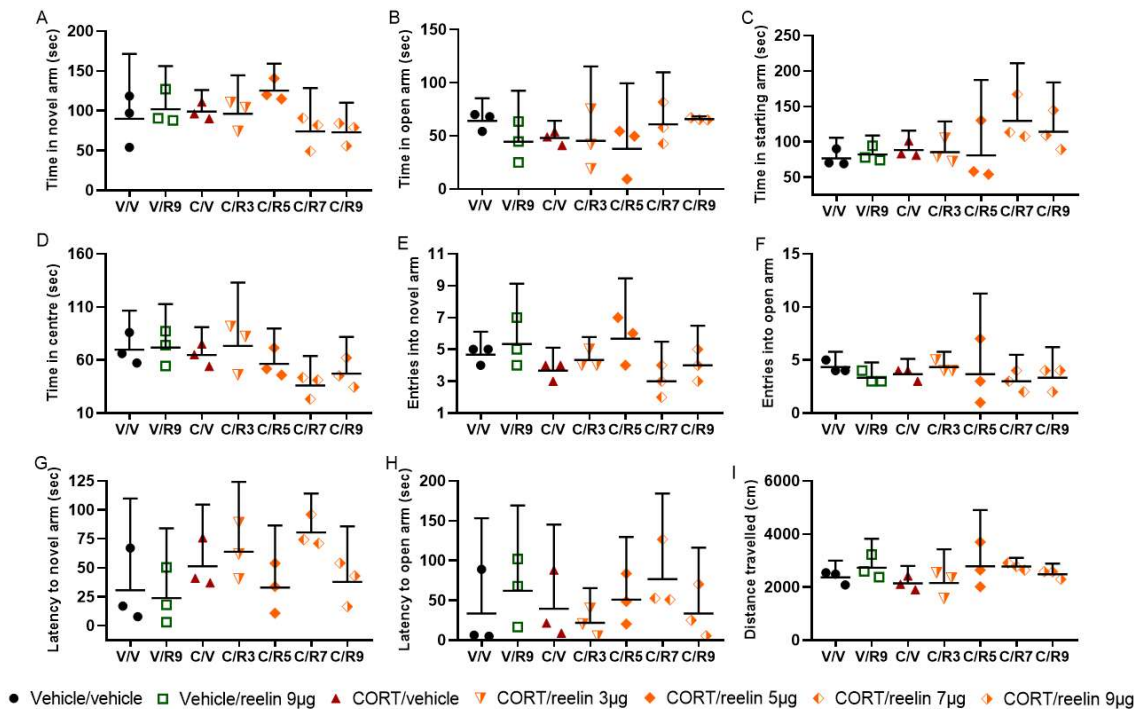 A
Time in novel arm (sec)
200
150
100
50
0
V/V V/R9 C/V C/R3 C/R5 C/R7 C/R9
B
Time in open arm (sec)
150
100
50
0
V/V V/R9 C/V C/R3 C/R5 C/R7 C/R9
C
Time in starting arm (sec)
250
200
150
100
50
V/V V/R9 C/V C/R3 C/R5 C/R7 C/R9
D
Time in centre (sec)
160
110
60
10
V/V V/R9 C/V C/R3 C/R5 C/R7 C/R9
E
Entries into novel arm
11
9
7
5
3
1
V/V V/R9 C/V C/R3 C/R5 C/R7 C/R9
F
Entries into open arm
15
10
5
0
V/V V/R9 C/V C/R3 C/R5 C/R7 C/R9
G
Latency to novel arm (sec)
125
100
75
50
25
0
V/V V/R9 C/V C/R3 C/R5 C/R7 C/R9
H
Latency to open arm (sec)
200
150
100
50
0
V/V V/R9 C/V C/R3 C/R5 C/R7 C/R9
I
Distance travelled (cm)
6000
4000
2000
0
V/V V/R9 C/V C/R3 C/R5 C/R7 C/R9
Vehicle/vehicle Vehicle/reelin 9µg CORT/vehicle CORT/reelin 3µg CORT/reelin 5µg CORT/reelin 7µg CORT/reelin 9µg